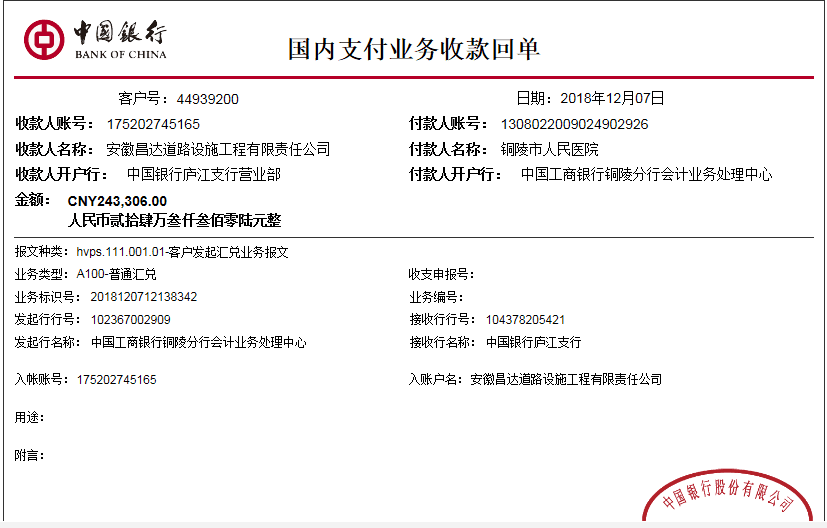 中国银行
BANK OF CHINA
国内支付业务收款回单
客户号：44939200 日期：2018年12月07日
收款人账号：175202745165 付款人账号：1308022009024902926
收款人名称：安徽昌达道路设施工程有限责任公司 付款人名称：铜陵市人民医院
收款人开户行：中国银行庐江支行营业部 付款人开户行：中国工商银行铜陵分行会计业务处理中心
金额：CNY243,306.00
人民币贰拾肆万叁仟叁佰零陆元整
报文种类：hvps.111.001.01-客户发起汇兑业务报文
业务类型：A100-普通汇兑 收支申报号：
业务标识号：2018120712138342 业务编号：
发起行行号：102367002909 接收行行号：104378205421
发起行名称：中国工商银行铜陵分行会计业务处理中心 接收行名称：中国银行庐江支行
入帐账号：175202745165 入账户名：安徽昌达道路设施工程有限责任公司
用途：
附言：
中国银行股份有限公司